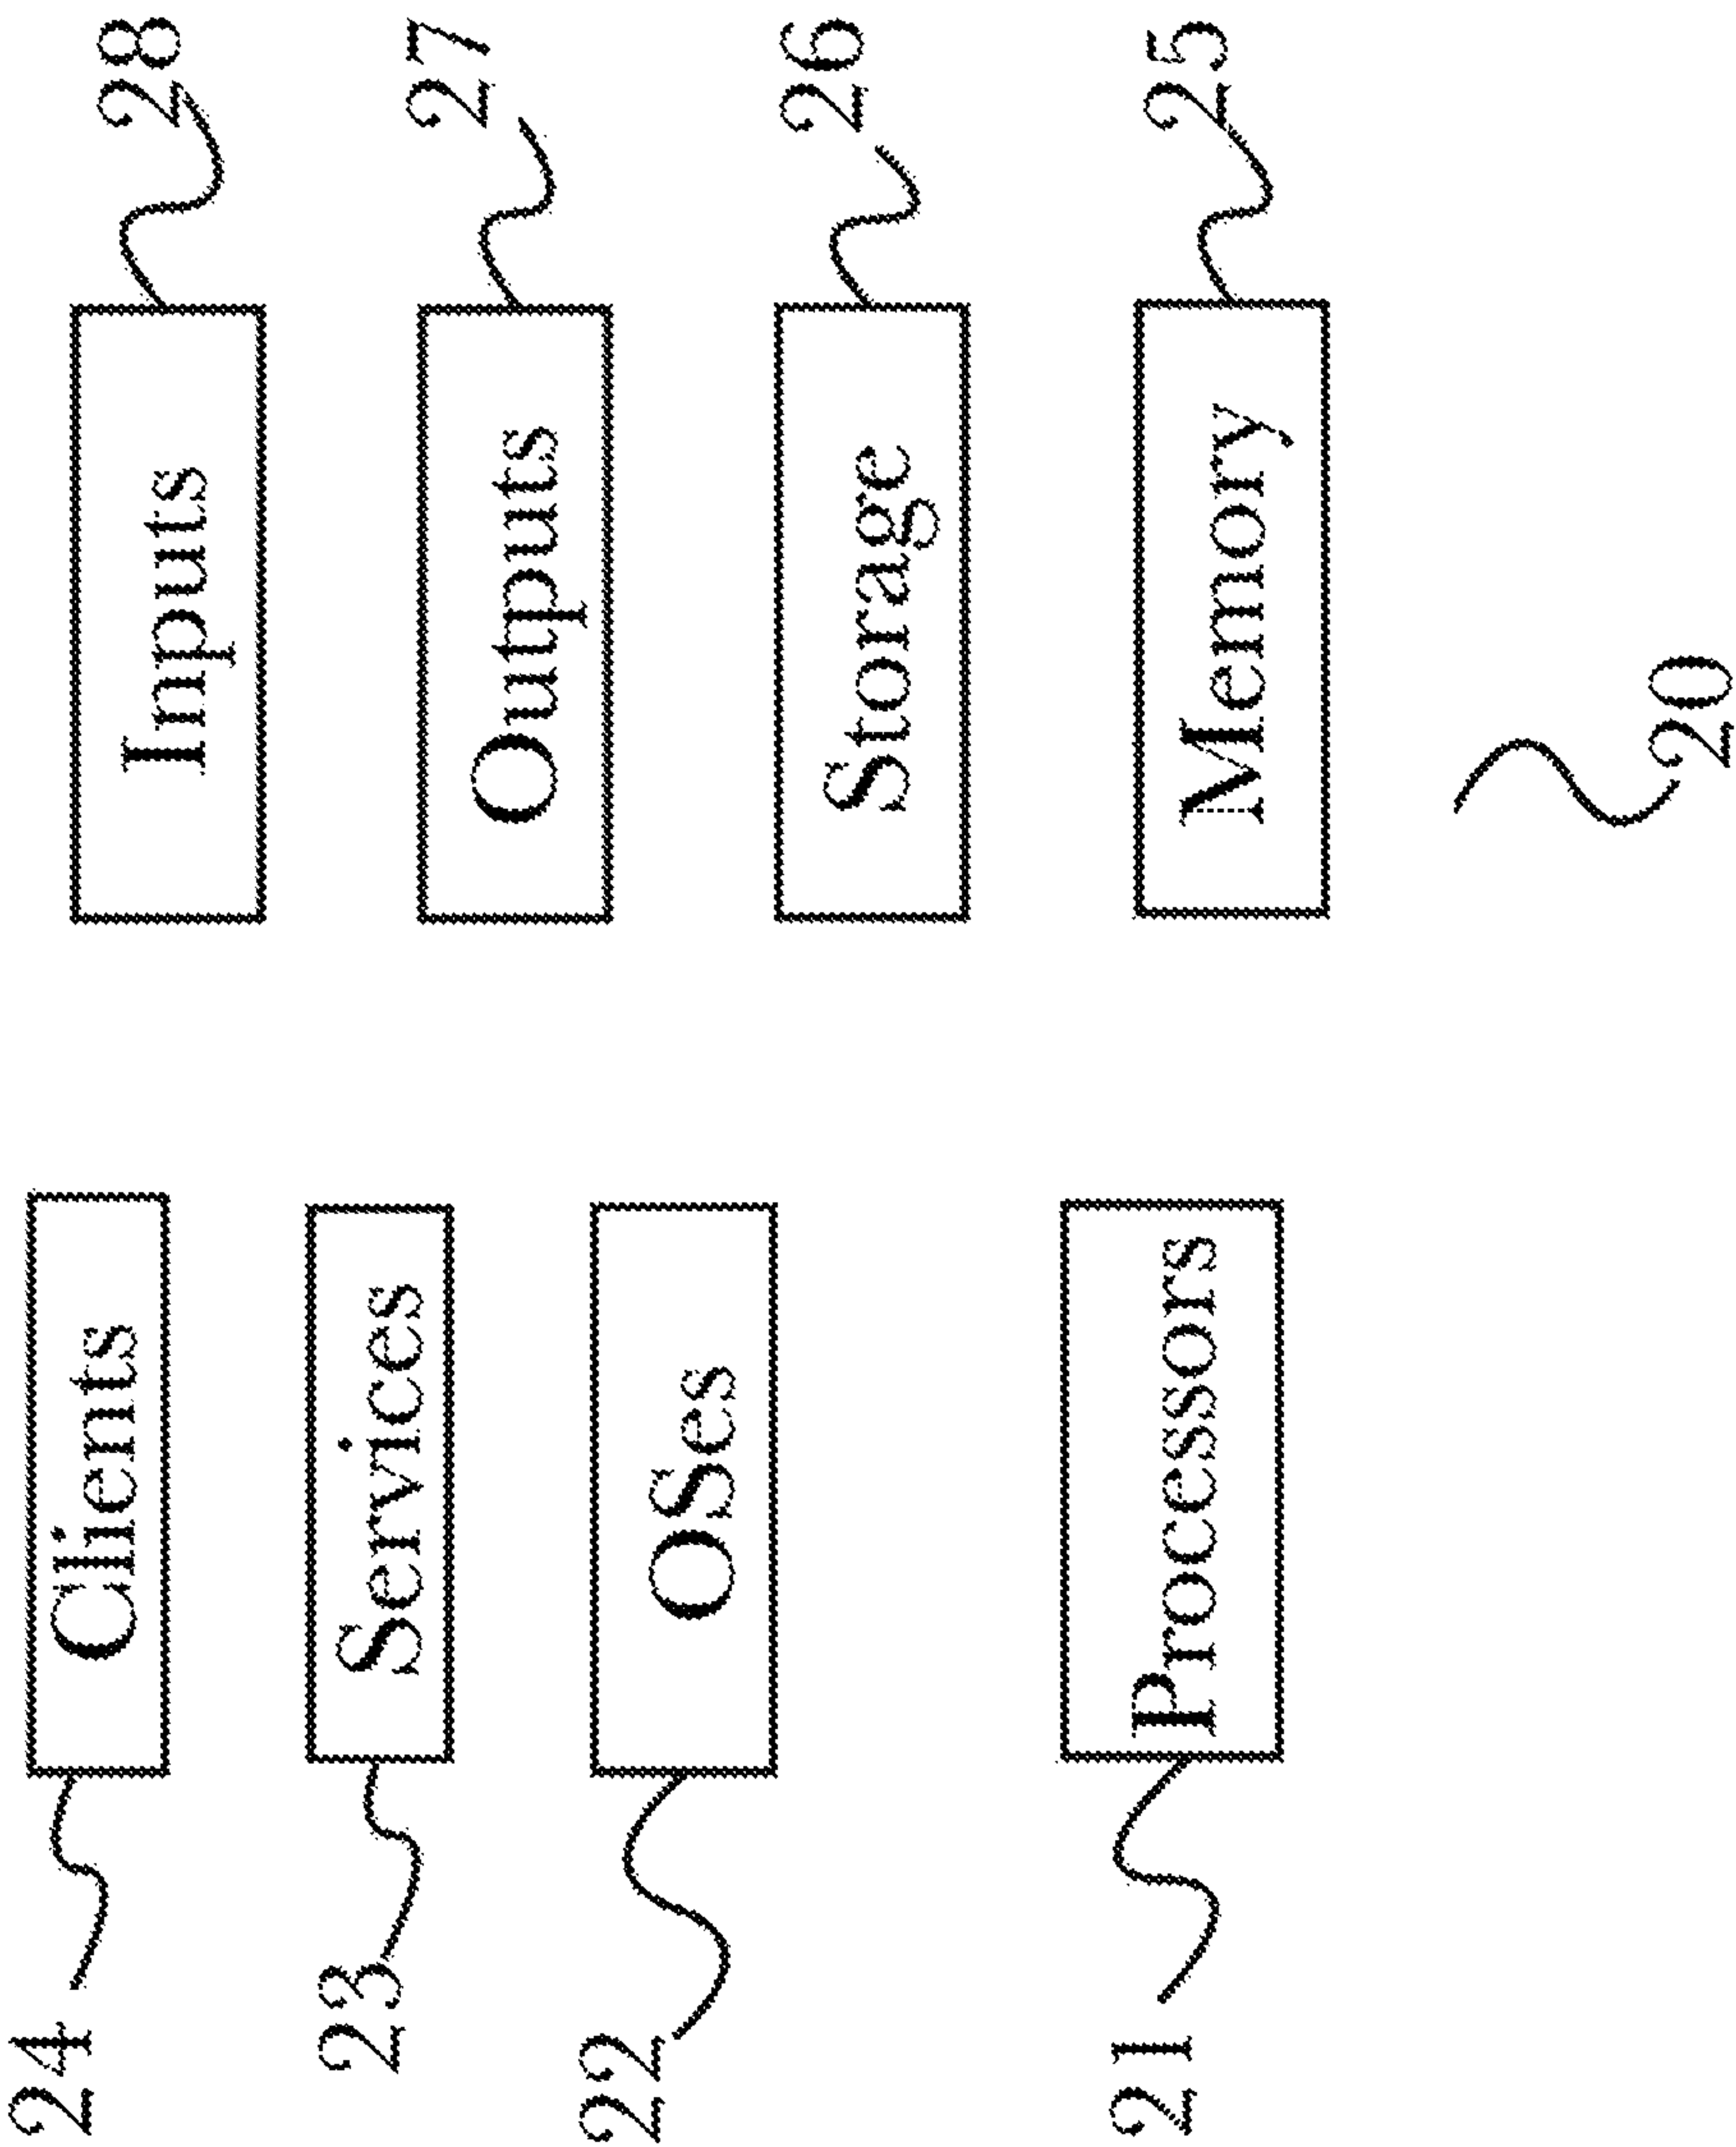 24 Clients Inputs 28
23 Services Outputs 27
22 OSes Storage 26
21 Processors Memory 25
20